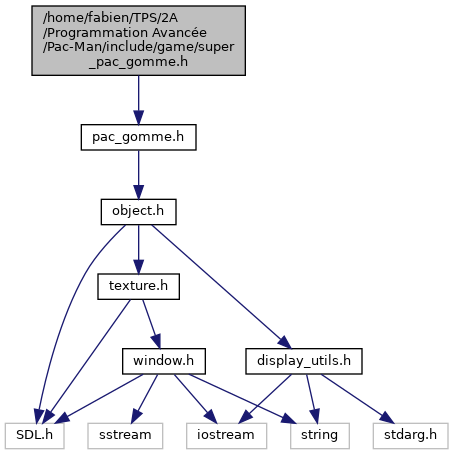 /home/fabien/TPS/2A
/Programmation Avancée
/Pac-Man/include/game/super
_pac_gomme.h
pac_gomme.h
object.h
texture.h
window.h
display_utils.h
SDL.h
sstream
iostream
string
stdarg.h